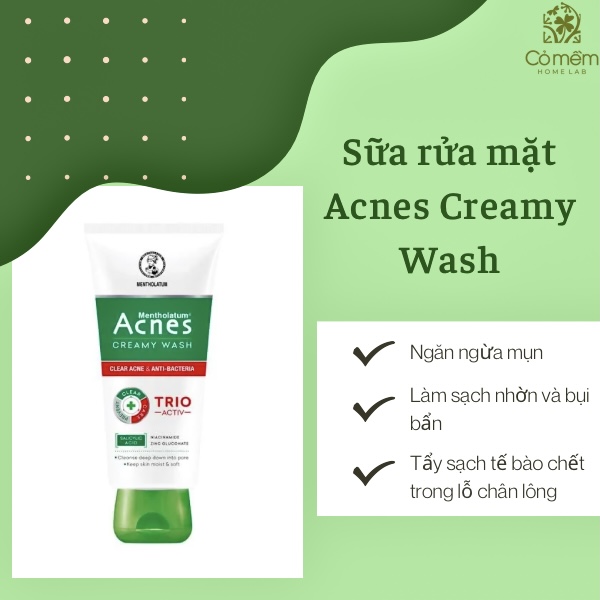 Cỏ mềm
HOME LAB
Sữa rửa mặt
Acnes Creamy
Wash
MENTHOLATUM
Mentholatum
Acnes
CREAMY WASH
CLEAR ACNE & ANTI-BACTERIA
CLEAR
CARE
TRIO
ACTIV
SALICYLIC
ACID
NIACINAMIDE
ZINC GLUCONATE
•Cleanse deep down into pore
•Keep skin moist & soft
Ngăn ngừa mụn
Làm sạch nhờn và bụi
bẩn
Tẩy sạch tế bào chết
trong lỗ chân lông